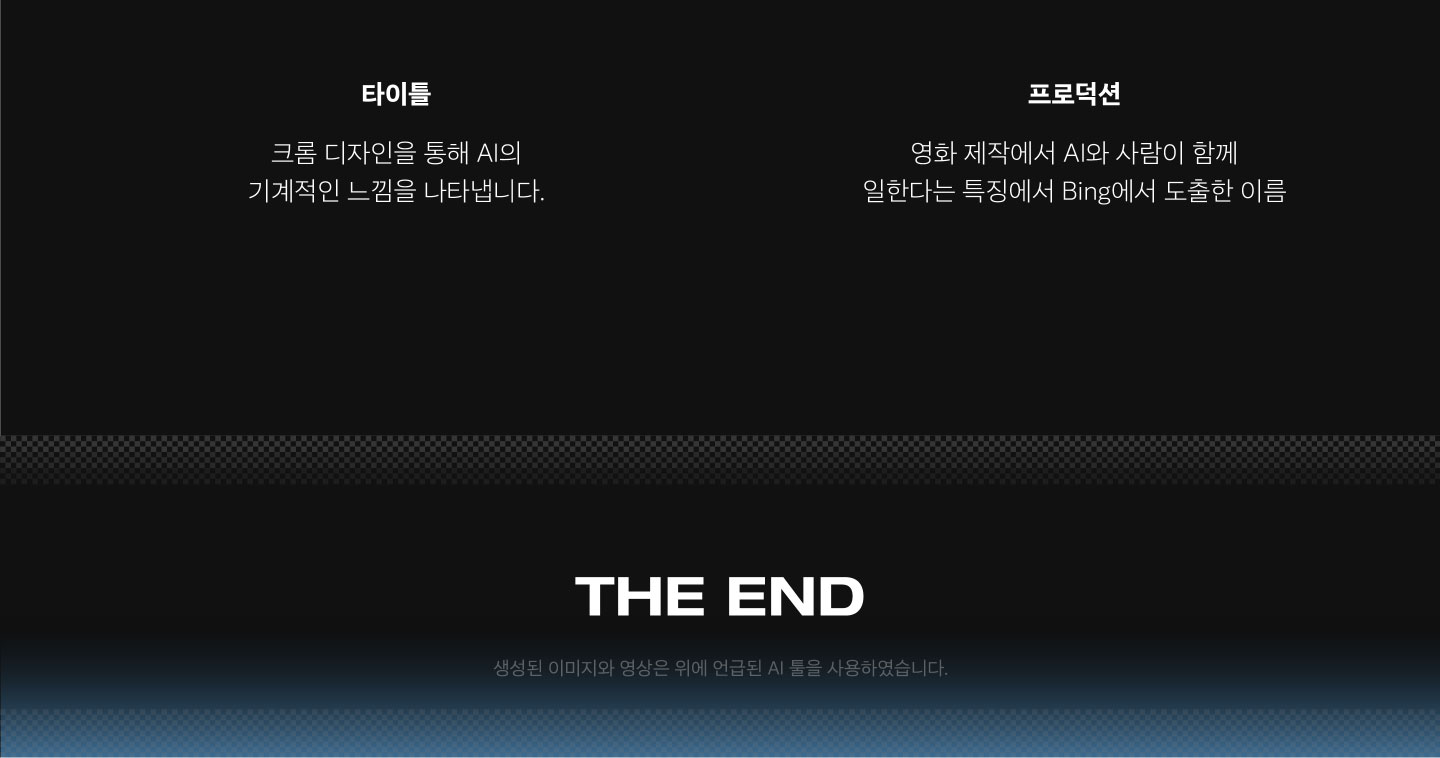 타이틀
크롬 디자인을 통해 AI의
기계적인 느낌을 나타냅니다.
프로덕션
영화 제작에서 AI와 사람이 함께
일한다는 특징에서 Bing에서 도출한 이름
THE END
생성된 이미지와 영상은 위에 언급된 AI 툴을 사용하였습니다.